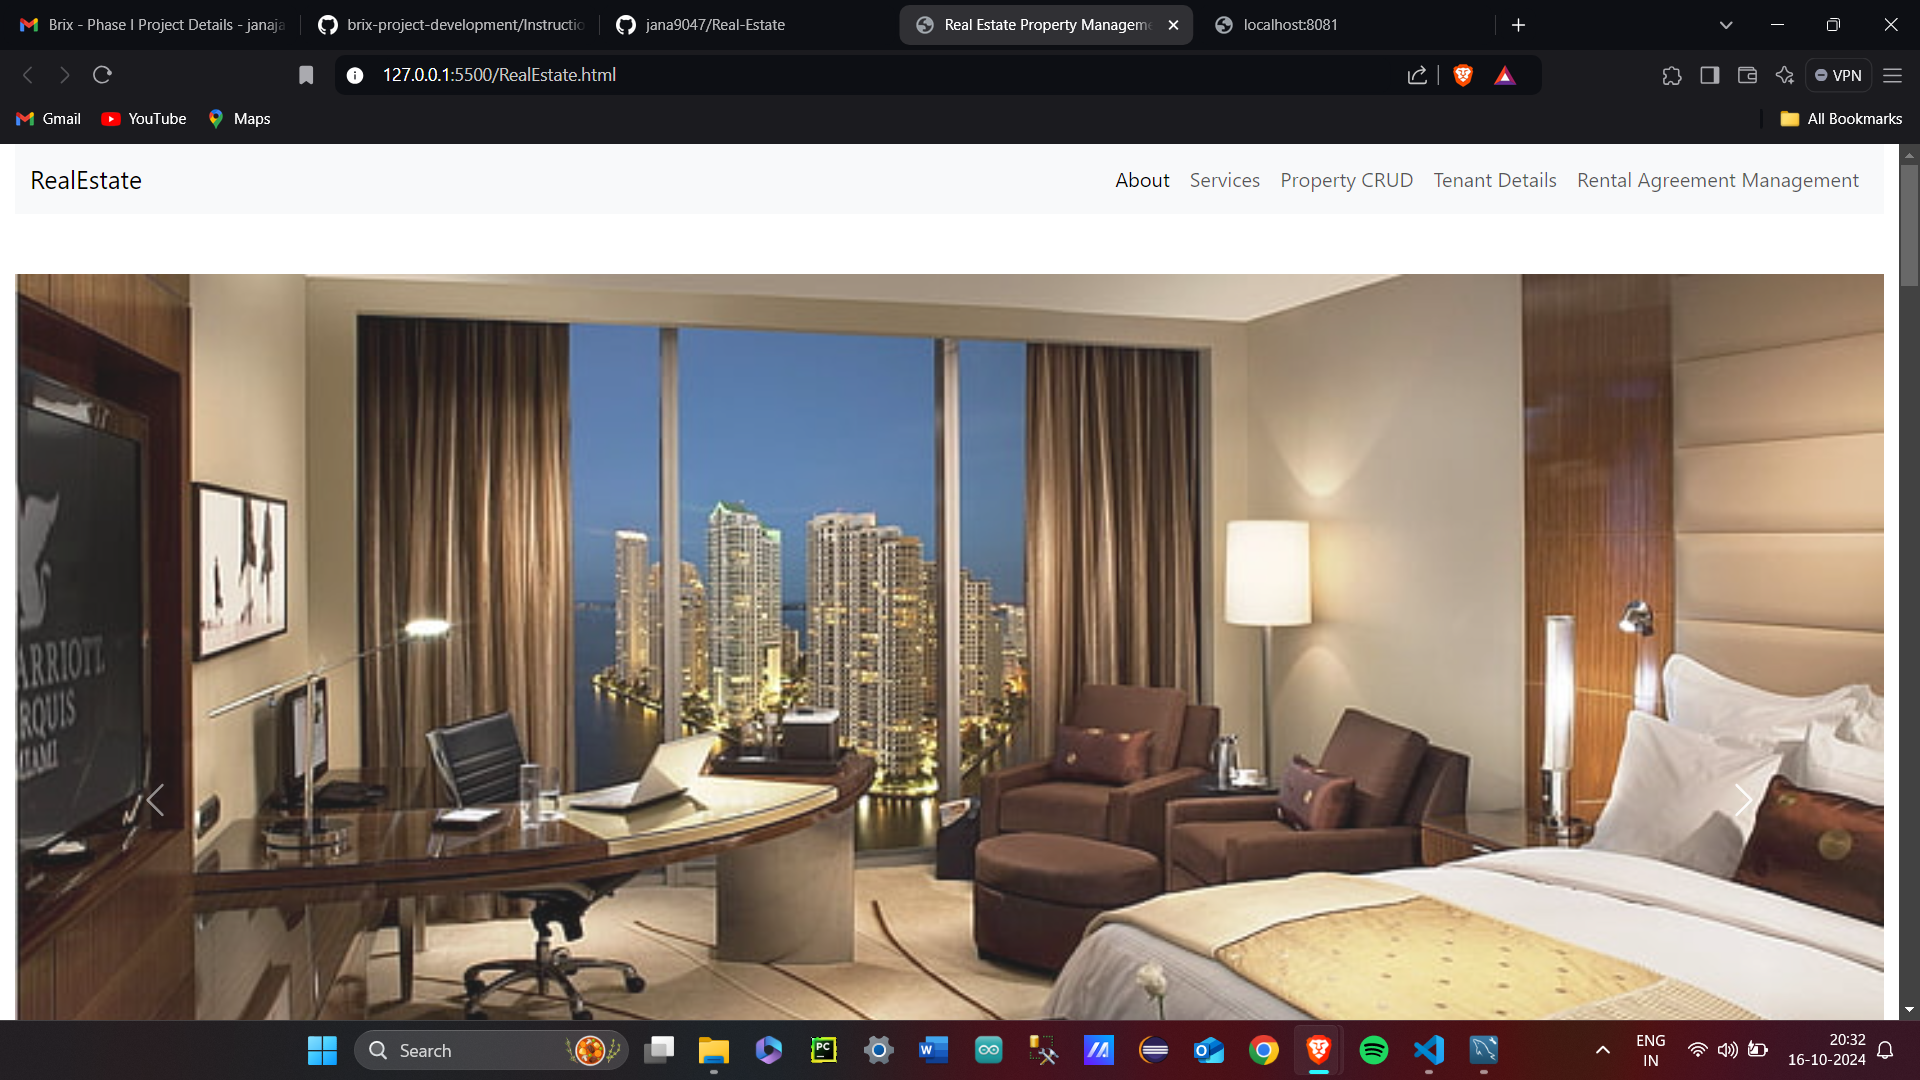 Brix - Phase I Project Details - janaja
brix-project-development/Instructio
jana9047/Real-Estate
Real Estate Property Managem
localhost:8081
127.0.0.1:5500/RealEstate.html
VPN
Gmail
YouTube
Maps
All Bookmarks
RealEstate
About
Services
Property CRUD
Tenant Details
Rental Agreement Management
ARRIOTT
RQUIS
IAMI
Search
PC
W
ENG
IN
20:32
16-10-2024